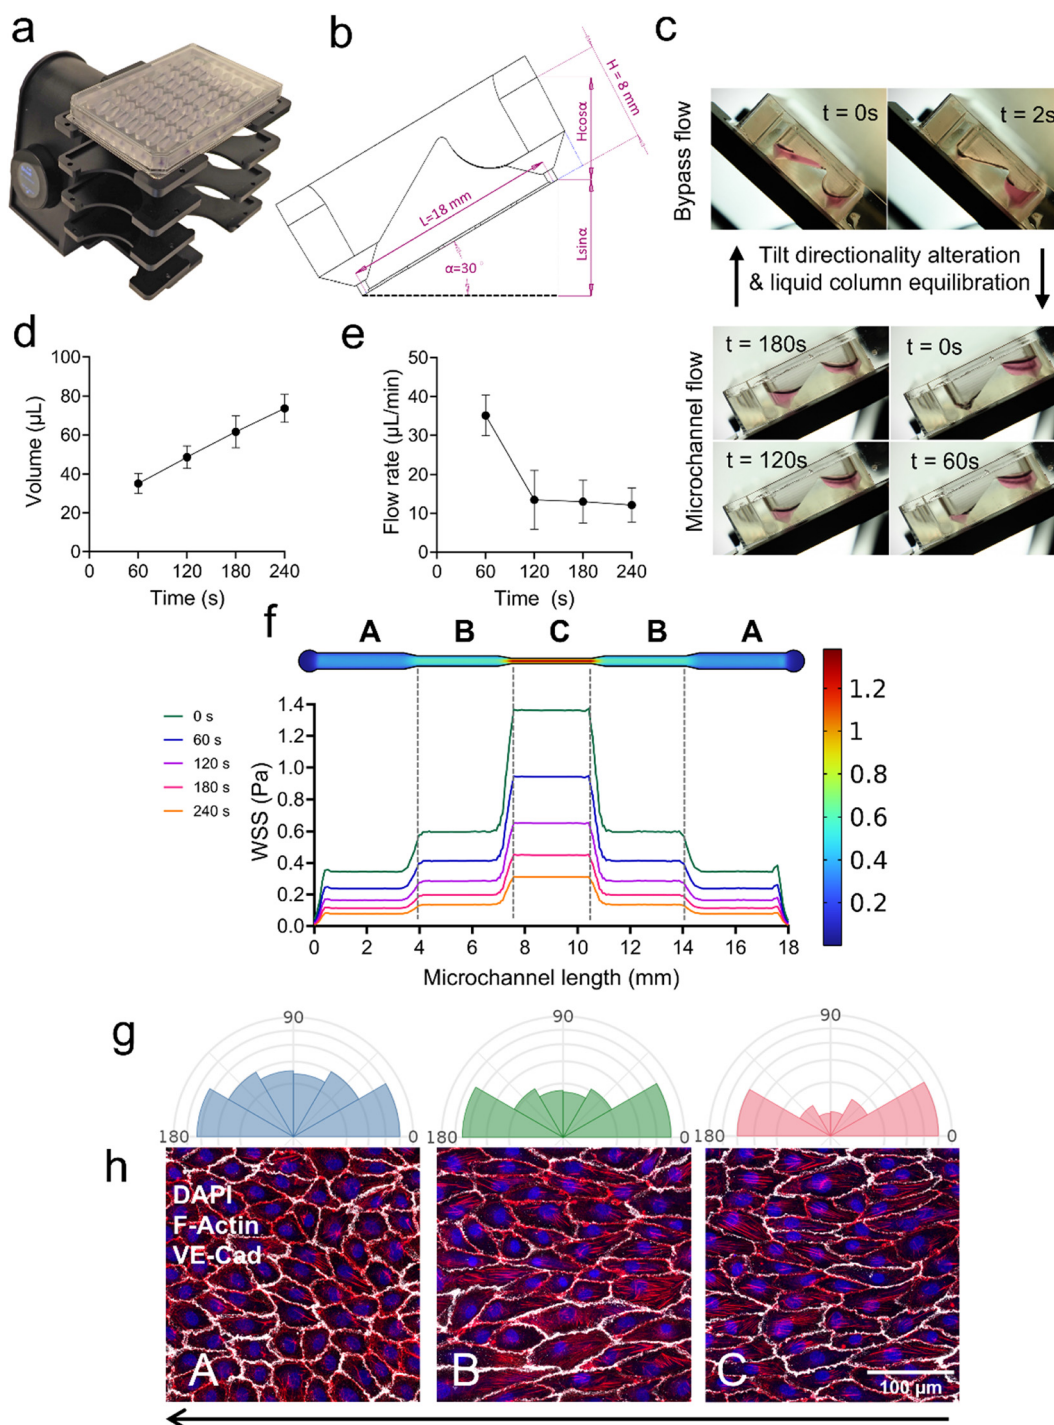 a
b
c
H = 8 mm
Hcosα
L=18 mm
Lsinα
α=30°
Bypass flow
t = 0s
t = 2s
Tilt directionality alteration
& liquid column equilibration
Microchannel flow
t = 180s
t = 0s
t = 120s
t = 60s
d
Volume (μL)
100
80
60
40
20
0
0 60 120 180 240
Time (s)
e
Flow rate (μL/min)
50
40
30
20
10
0
0 60 120 180 240
Time (s)
f
A B C B A
0 s
60 s
120 s
180 s
240 s
WSS (Pa)
1.4
1.2
1.0
0.8
0.6
0.4
0.2
0.0
0 2 4 6 8 10 12 14 16 18
Microchannel length (mm)
1.2
1
0.8
0.6
0.4
0.2
g
90
180
0
90
180
0
90
180
0
h
DAPI
F-Actin
VE-Cad
A
B
C
100 μm